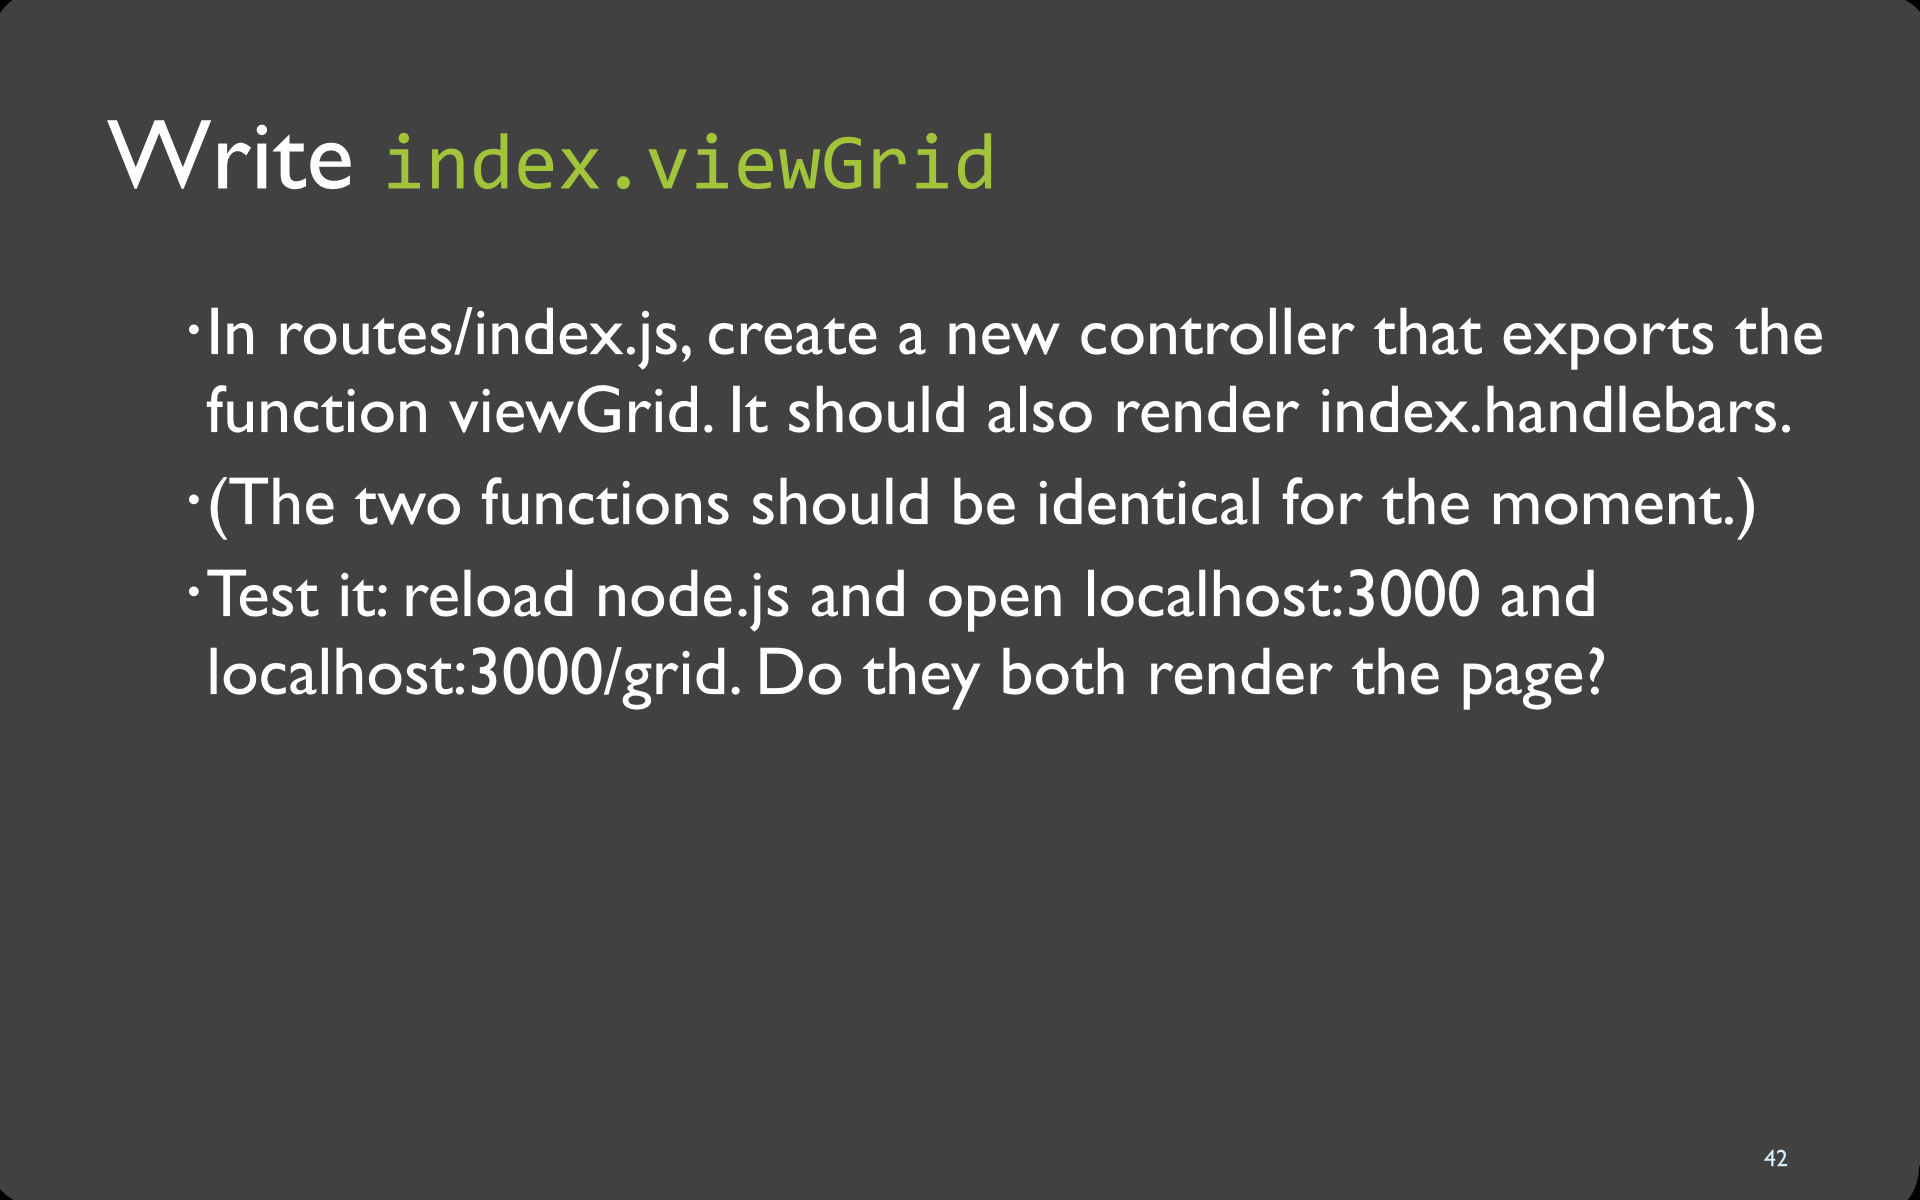 Write index.viewGrid
•In routes/index.js, create a new controller that exports the
function viewGrid. It should also render index.handlebars.
•(The two functions should be identical for the moment.)
•Test it: reload node.js and open localhost:3000 and
localhost:3000/grid. Do they both render the page?
42